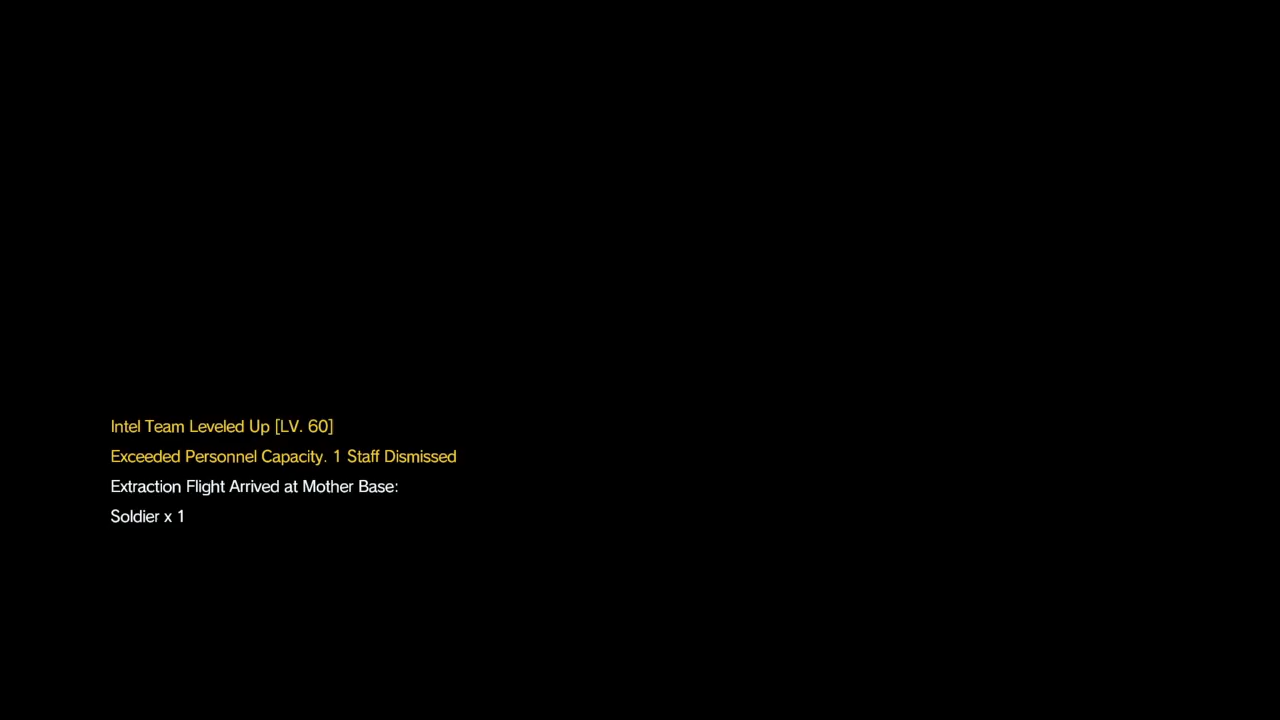 Intel Team Leveled Up [LV. 60]
Exceeded Personnel Capacity. 1 Staff Dismissed
Extraction Flight Arrived at Mother Base:
Soldier x 1